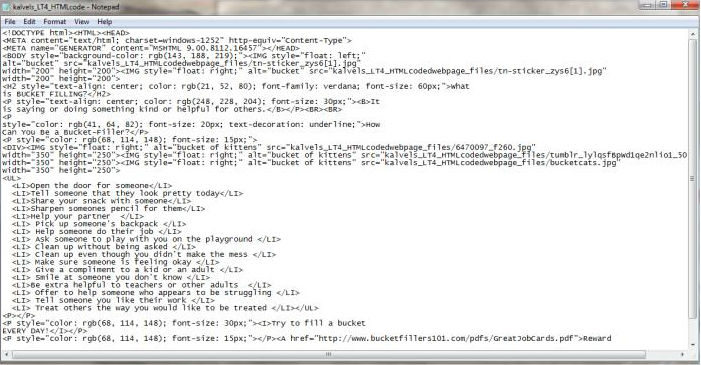 kalvels_LT4_HTMLcode - Notepad
File Edit Format View Help
<!DOCTYPE html><HTML><HEAD>
<META content="text/html; charset=windows-1252" http-equiv="Content-Type">
<META name="GENERATOR" content="MSHTML 9.00.8112.16457"></HEAD>
<BODY style="background-color: rgb(143, 188, 219);"><IMG style="float: left;"
alt="bucket" src="kalvels_LT4_HTMLcodedwebpage_files/tn-sticker_zys6[1].jpg"
width="200" height="200"><IMG style="float: right;" alt="bucket" src="kalvels_LT4_HTMLcodedwebpage_files/tn-sticker_zys6[1].jpg"
width="200" height="200">
<H2 style="text-align: center; color: rgb(21, 52, 80); font-family: verdana; font-size: 60px;">What
is BUCKET FILLING?</H2>
<P style="text-align: center; color: rgb(248, 228, 204); font-size: 30px;"><B>It
is saying or doing something kind or helpful for others.</B></P><BR><BR>
<P
style="color: rgb(41, 64, 82); font-size: 20px; text-decoration: underline;">How
Can You Be a Bucket-Filler?</P>
<P style="color: rgb(68, 114, 148); font-size: 15px;">
<DIV><IMG style="float: right;" alt="bucket of kittens" src="kalvels_LT4_HTMLcodedwebpage_files/6470097_f260.jpg"
width="350" height="250"><IMG style="float: right;" alt="bucket of kittens" src="kalvels_LT4_HTMLcodedwebpage_files/
width="350" height="250"><IMG style="float: right;" alt="bucket of kittens" src="kalvels_LT4_HTMLcodedwebpage_files/bucketcats.jpg"
width="350" height="250">
<UL>
<LI>Open the door for someone</LI>
<LI>Tell someone that they look pretty today</LI>
<LI>Share your snack with someone</LI>
<LI>Sharpen someones pencil for them</LI>
<LI>Help your partner </LI>
<LI> Pick up someone's backpack </LI>
<LI> Help someone do their job </LI>
<LI> Ask someone to play with you on the playground </LI>
<LI> Clean up without being asked </LI>
<LI> Clean up even though you didn't make the mess </LI>
<LI> Make sure someone is feeling okay </LI>
<LI> Give a compliment to a kid or an adult </LI>
<LI> Smile at someone you don't know </LI>
<LI>Be extra helpful to teachers or other adults </LI>
<LI> Offer to help someone who appears to be struggling </LI>
<LI> Tell someone you like their work </LI>
<LI> Treat others the way you would like to be treated </LI></UL>
<P></P>
<P style="color: rgb(68, 114, 148); font-size: 30px;"><I>Try to fill a bucket
EVERY DAY!</I></P>
<P style="color: rgb(68, 114, 148); font-size: 15px;"></P><A href="http://www.bucketfillers101.com/pdfs/GreatJobCards.pdf">Reward